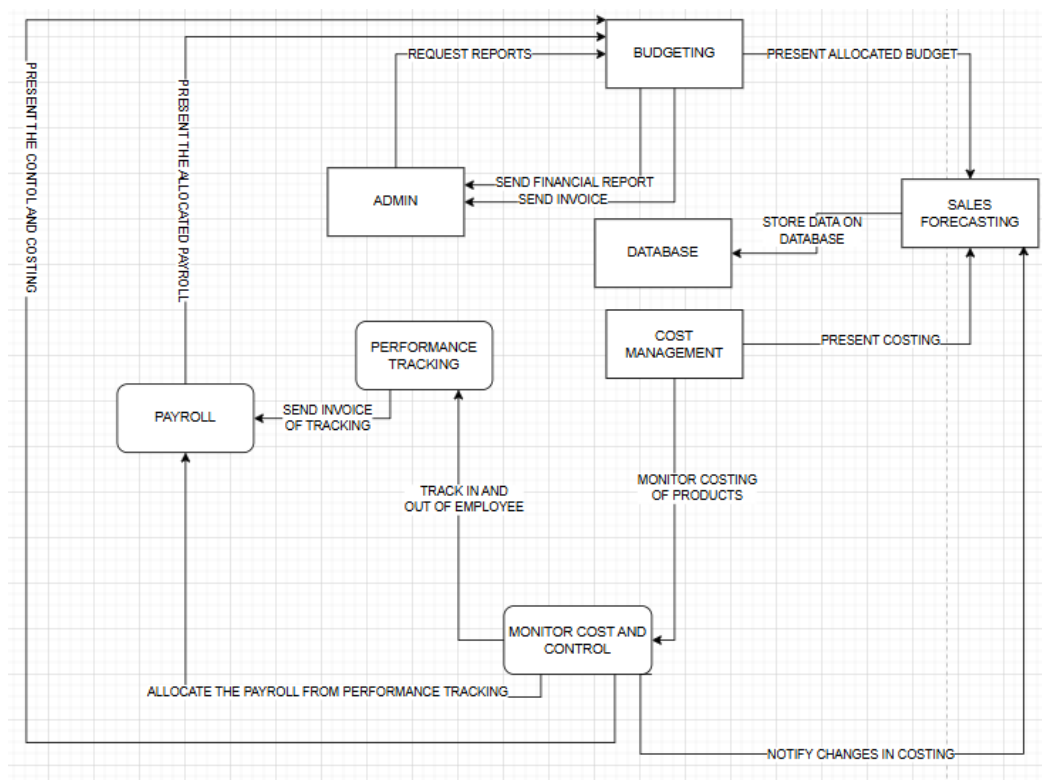 BUDGETING
REQUEST REPORTS
PRESENT ALLOCATED BUDGET
PRESENT THE CONTOL AND COSTING
PRESENT THE ALLOCATED PAYROLL
SEND FINANCIAL REPORT
SEND INVOICE
ADMIN
SALES
FORECASTING
STORE DATA ON
DATABASE
DATABASE
COST
MANAGEMENT
PRESENT COSTING
PERFORMANCE
TRACKING
PAYROLL
SEND INVOICE
OF TRACKING
TRACK IN AND
OUT OF EMPLOYEE
MONITOR COSTING
OF PRODUCTS
MONITOR COST AND
CONTROL
ALLOCATE THE PAYROLL FROM PERFORMANCE TRACKING
NOTIFY CHANGES IN COSTING